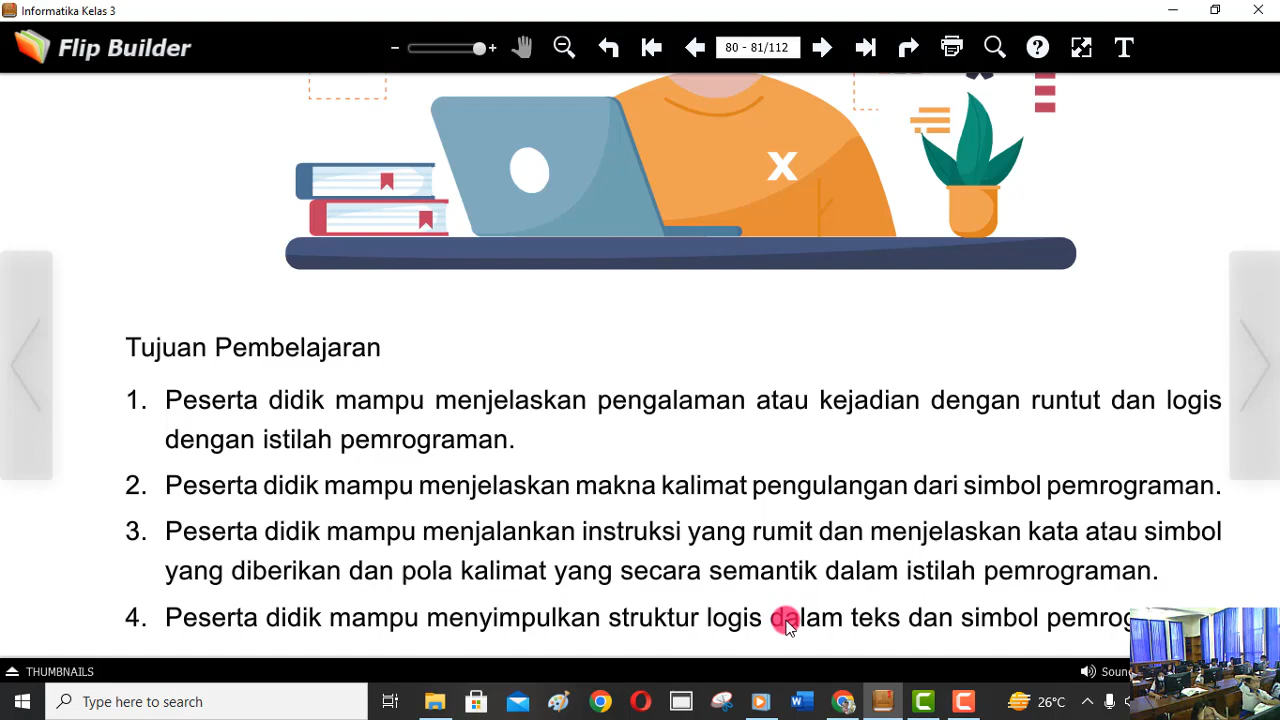 Informatika Kelas 3
Flip Builder
80 - 81/112
X
Tujuan Pembelajaran
1. Peserta didik mampu menjelaskan pengalaman atau kejadian dengan runtut dan logis
dengan istilah pemrograman.
2. Peserta didik mampu menjelaskan makna kalimat pengulangan dari simbol pemrograman.
3. Peserta didik mampu menjalankan instruksi yang rumit dan menjelaskan kata atau simbol
yang diberikan dan pola kalimat yang secara semantik dalam istilah pemrograman.
4. Peserta didik mampu menyimpulkan struktur logis dalam teks dan simbol
THUMBNAILS
Type here to search
26°C